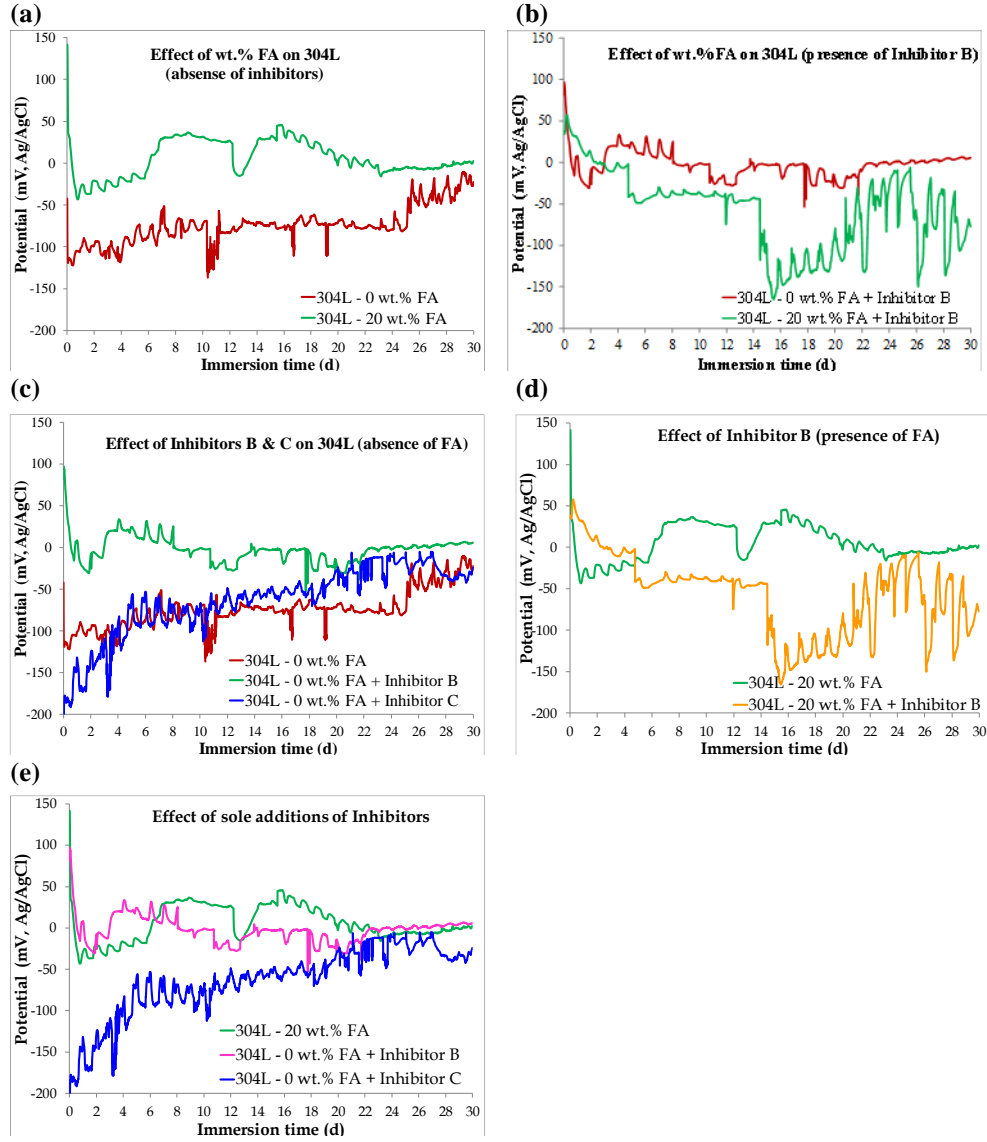 (a)
Effect of wt.% FA on 304L
(absense of inhibitors)
Potential (mV, Ag/AgCl)
150
100
50
0
-50
-100
-150
-200
304L - 0 wt.% FA
304L - 20 wt.% FA
0 2 4 6 8 10 12 14 16 18 20 22 24 26 28 30
Immersion time (d)
(b)
Effect of wt.% FA on 304L (presence of Inhibitor B)
Potential (mV, Ag/AgCl)
150
100
50
0
-50
-100
-150
-200
304L - 0 wt.% FA + Inhibitor B
304L - 20 wt.% FA + Inhibitor B
0 2 4 6 8 10 12 14 16 18 20 22 24 26 28 30
Immersion time (d)
(c)
Effect of Inhibitors B & C on 304L (absence of FA)
Potential (mV, Ag/AgCl)
150
100
50
0
-50
-100
-150
-200
304L - 0 wt.% FA
304L - 0 wt.% FA + Inhibitor B
304L - 0 wt.% FA + Inhibitor C
0 2 4 6 8 10 12 14 16 18 20 22 24 26 28 30
Immersion time (d)
(d)
Effect of Inhibitor B (presence of FA)
Potential (mV, Ag/AgCl)
150
100
50
0
-50
-100
-150
-200
304L - 20 wt.% FA
304L - 20 wt.% FA + Inhibitor B
0 2 4 6 8 10 12 14 16 18 20 22 24 26 28 30
Immersion time (d)
(e)
Effect of sole additions of Inhibitors
Potential (mV, Ag/AgCl)
150
100
50
0
-50
-100
-150
-200
304L - 20 wt.% FA
304L - 0 wt.% FA + Inhibitor B
304L - 0 wt.% FA + Inhibitor C
0 2 4 6 8 10 12 14 16 18 20 22 24 26 28 30
Immersion time (d)